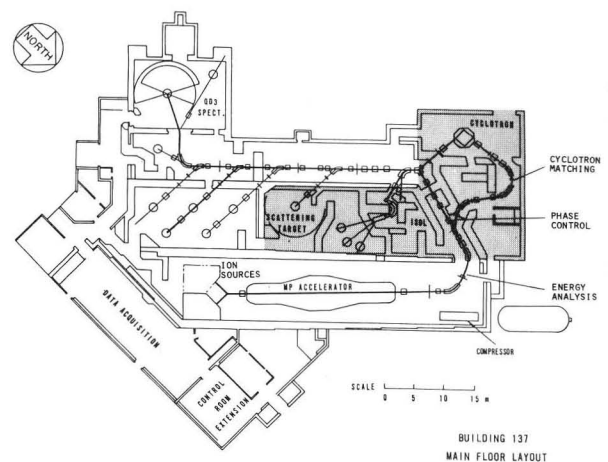 NORTH
QD3
SPECT.
CYCLOTRON
CYCLOTRON
MATCHING
SCATTERING
TARGET
ISOL
PHASE
CONTROL
ION
SOURCES
MP ACCELERATOR
ENERGY
ANALYSIS
DATA ACQUISITION
COMPRESSOR
CONTROL
ROOM
EXTENSION
SCALE
0 5 10 15 m
BUILDING 137
MAIN FLOOR LAYOUT